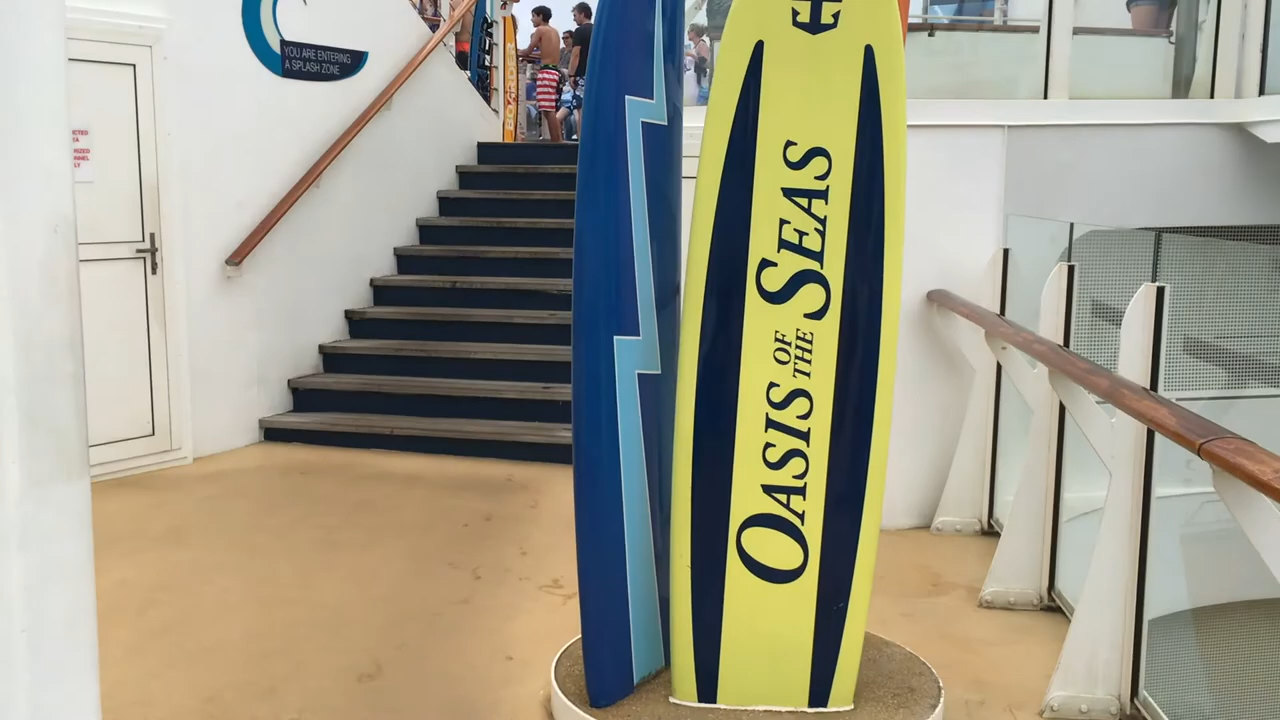 YOU ARE ENTERING
A SPLASH ZONE
OASIS OF THE SEAS